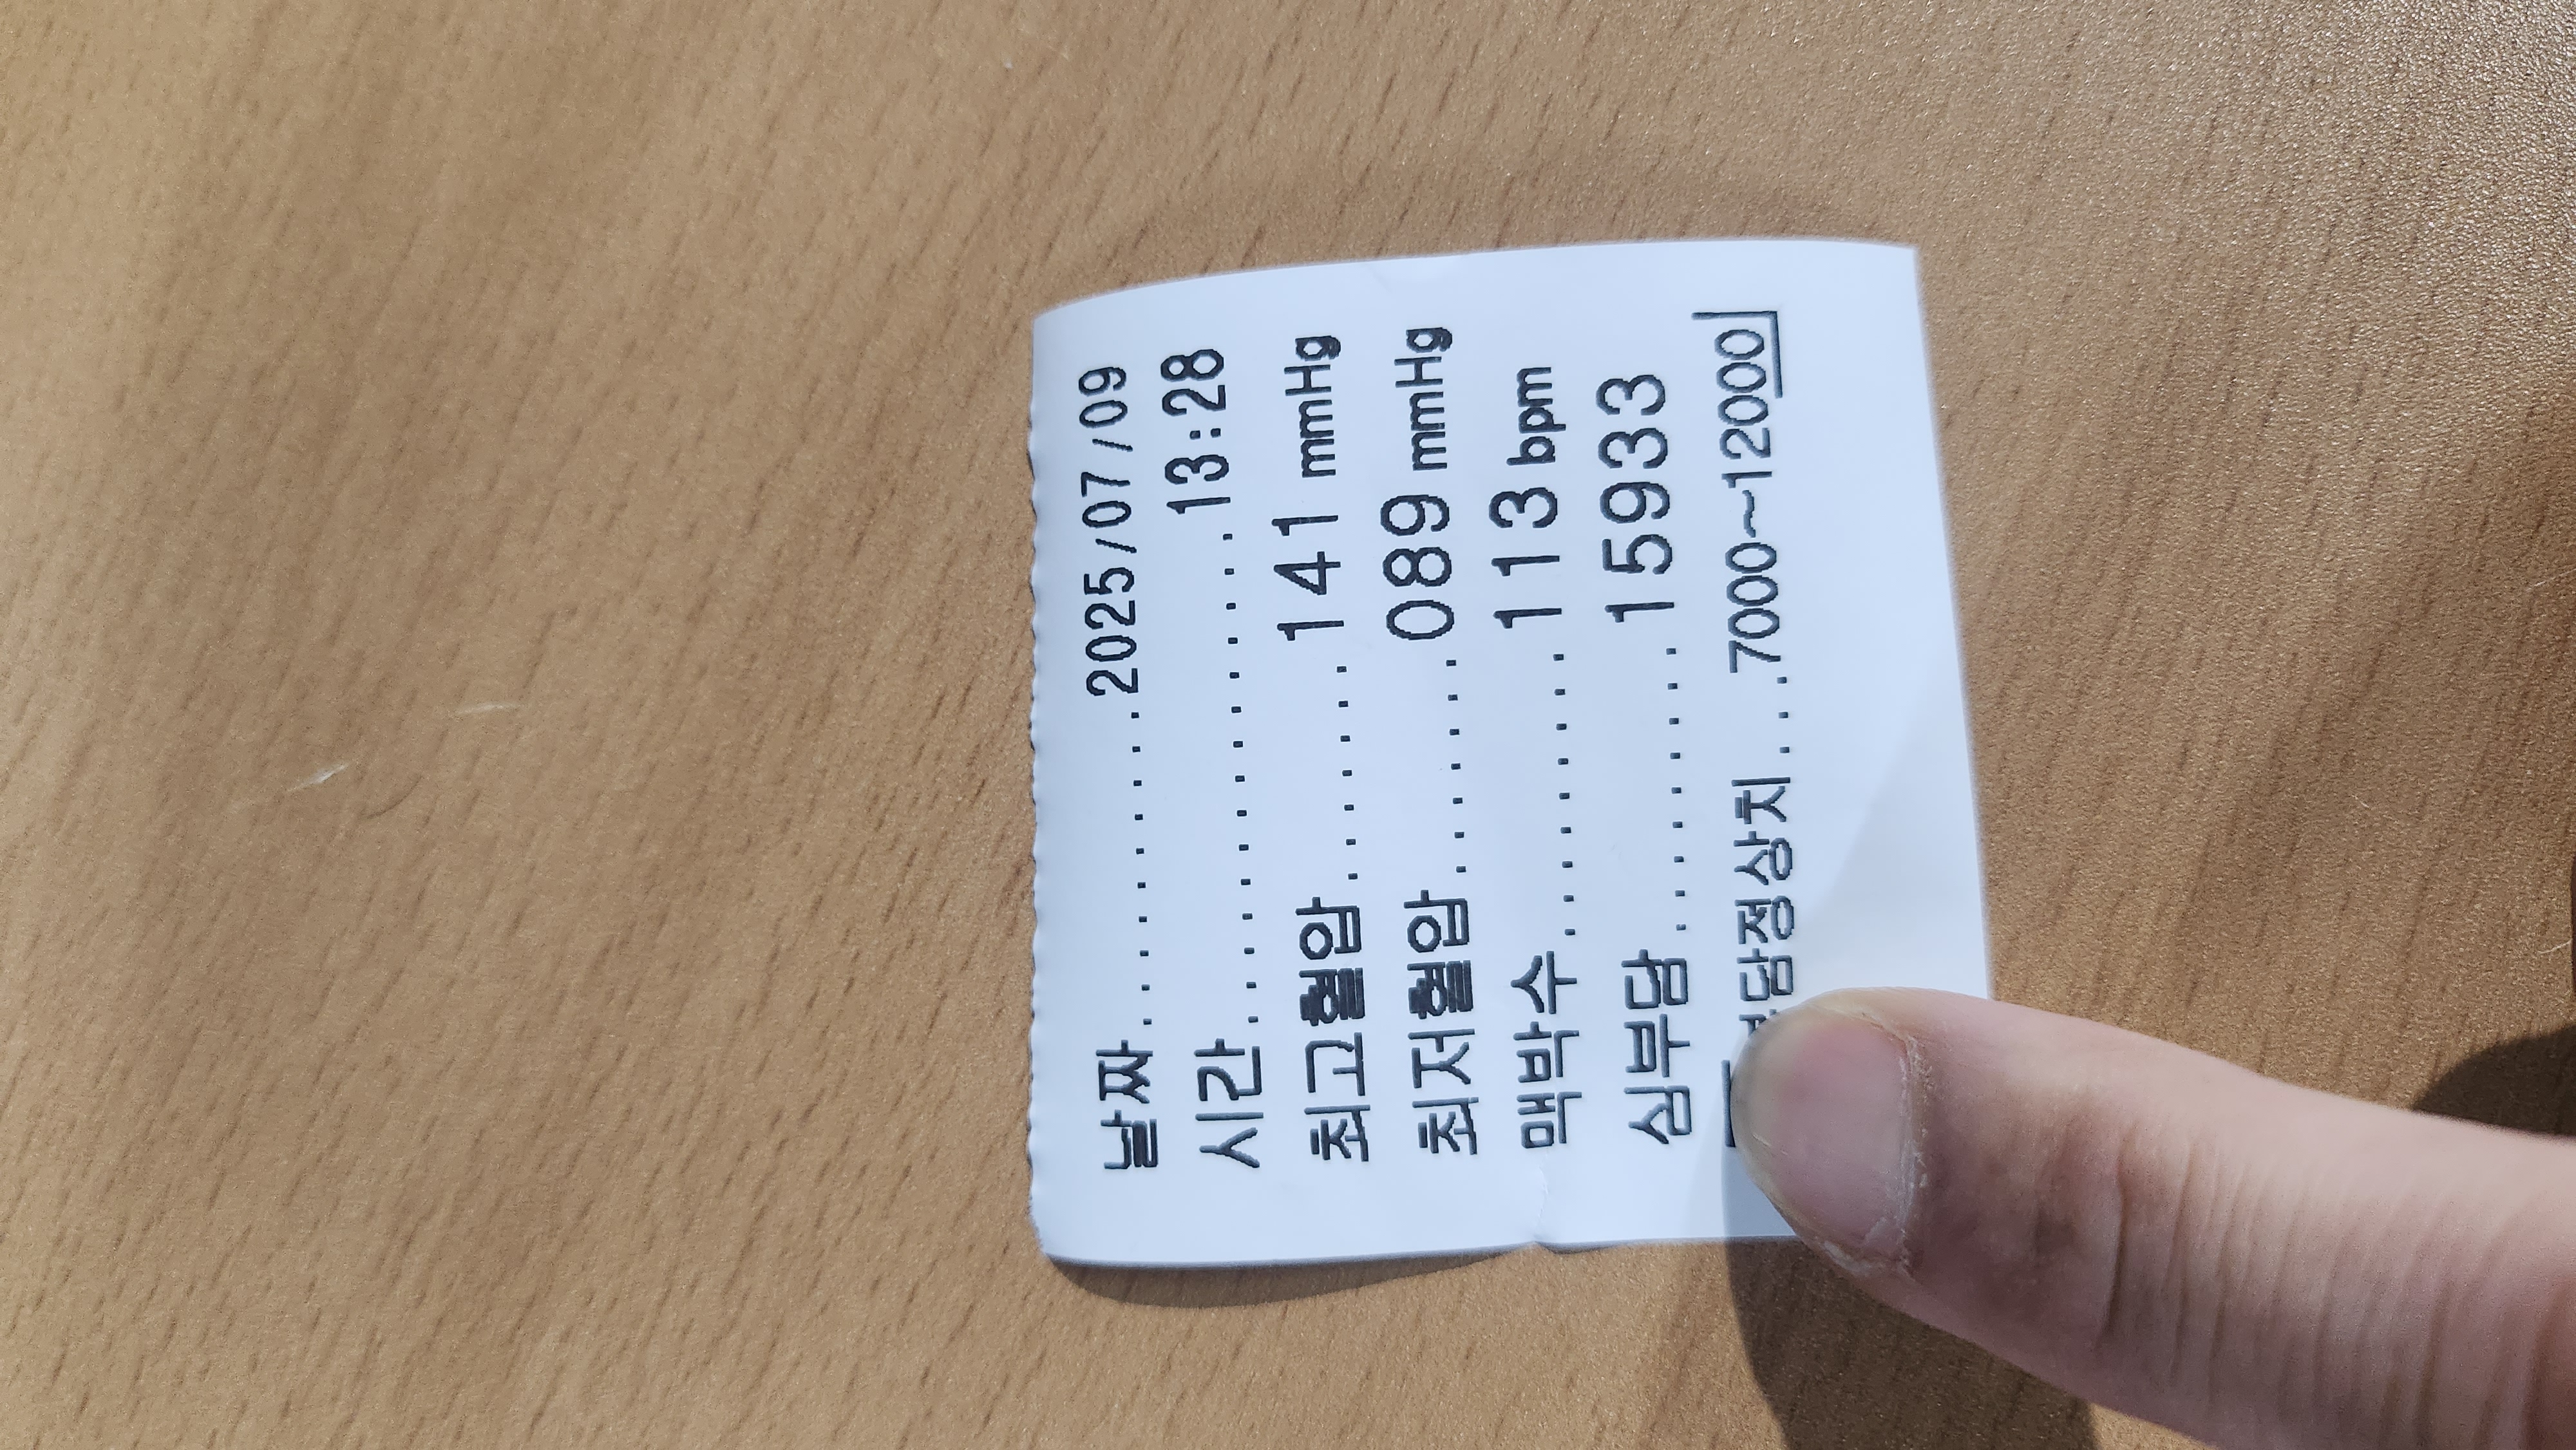 날짜..........2025/07/09
시간...............13:28
최고혈압.......141 mmHg
최저혈압.......089 mmHg
맥박수.........113 bpm
심부담.........15933
담정상치...7000~12000